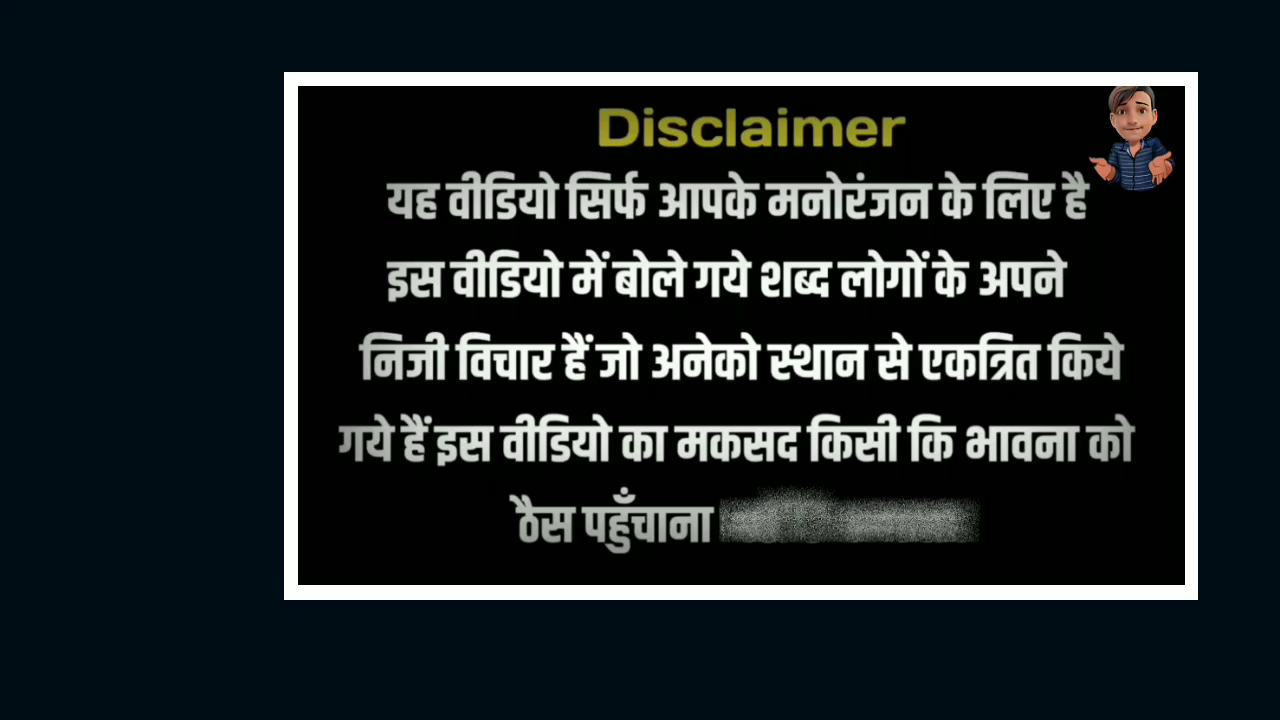 Disclaimer
यह वीडियो सिर्फ आपके मनोरंजन के लिए है
इस वीडियो में बोले गये शब्द लोगों के अपने
निजी विचार हैं जो अनेको स्थान से एकत्रित किये
गये हैं इस वीडियो का मकसद किसी कि भावना को
ठैस पहुँचाना